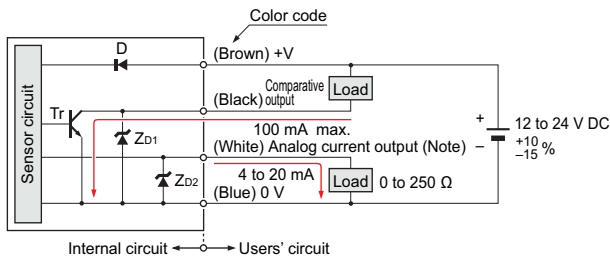 Color code
D
(Brown) +V
Sensor circuit
Tr
ZD1
ZD2
Comparative output
Load
(Black)
100 mA max.
(White) Analog current output (Note)
4 to 20 mA
Load
0 to 250 Ω
(Blue) 0 V
+
−
12 to 24 V DC
+10
−15 %
Internal circuit
Users' circuit